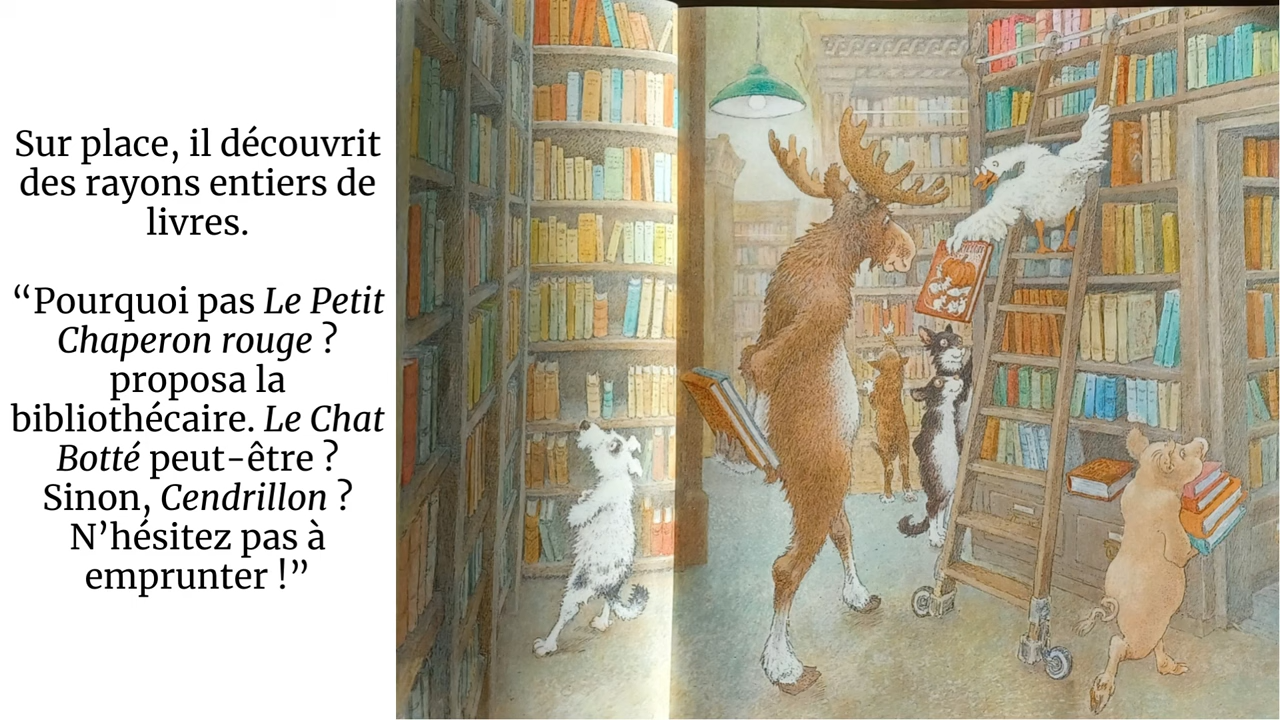 Sur place, il découvrit
des rayons entiers de
livres.
“Pourquoi pas Le Petit
Chaperon rouge ?
proposa la
bibliothécaire. Le Chat
Botté peut-être ?
Sinon, Cendrillon ?
N’hésitez pas à
emprunter !”